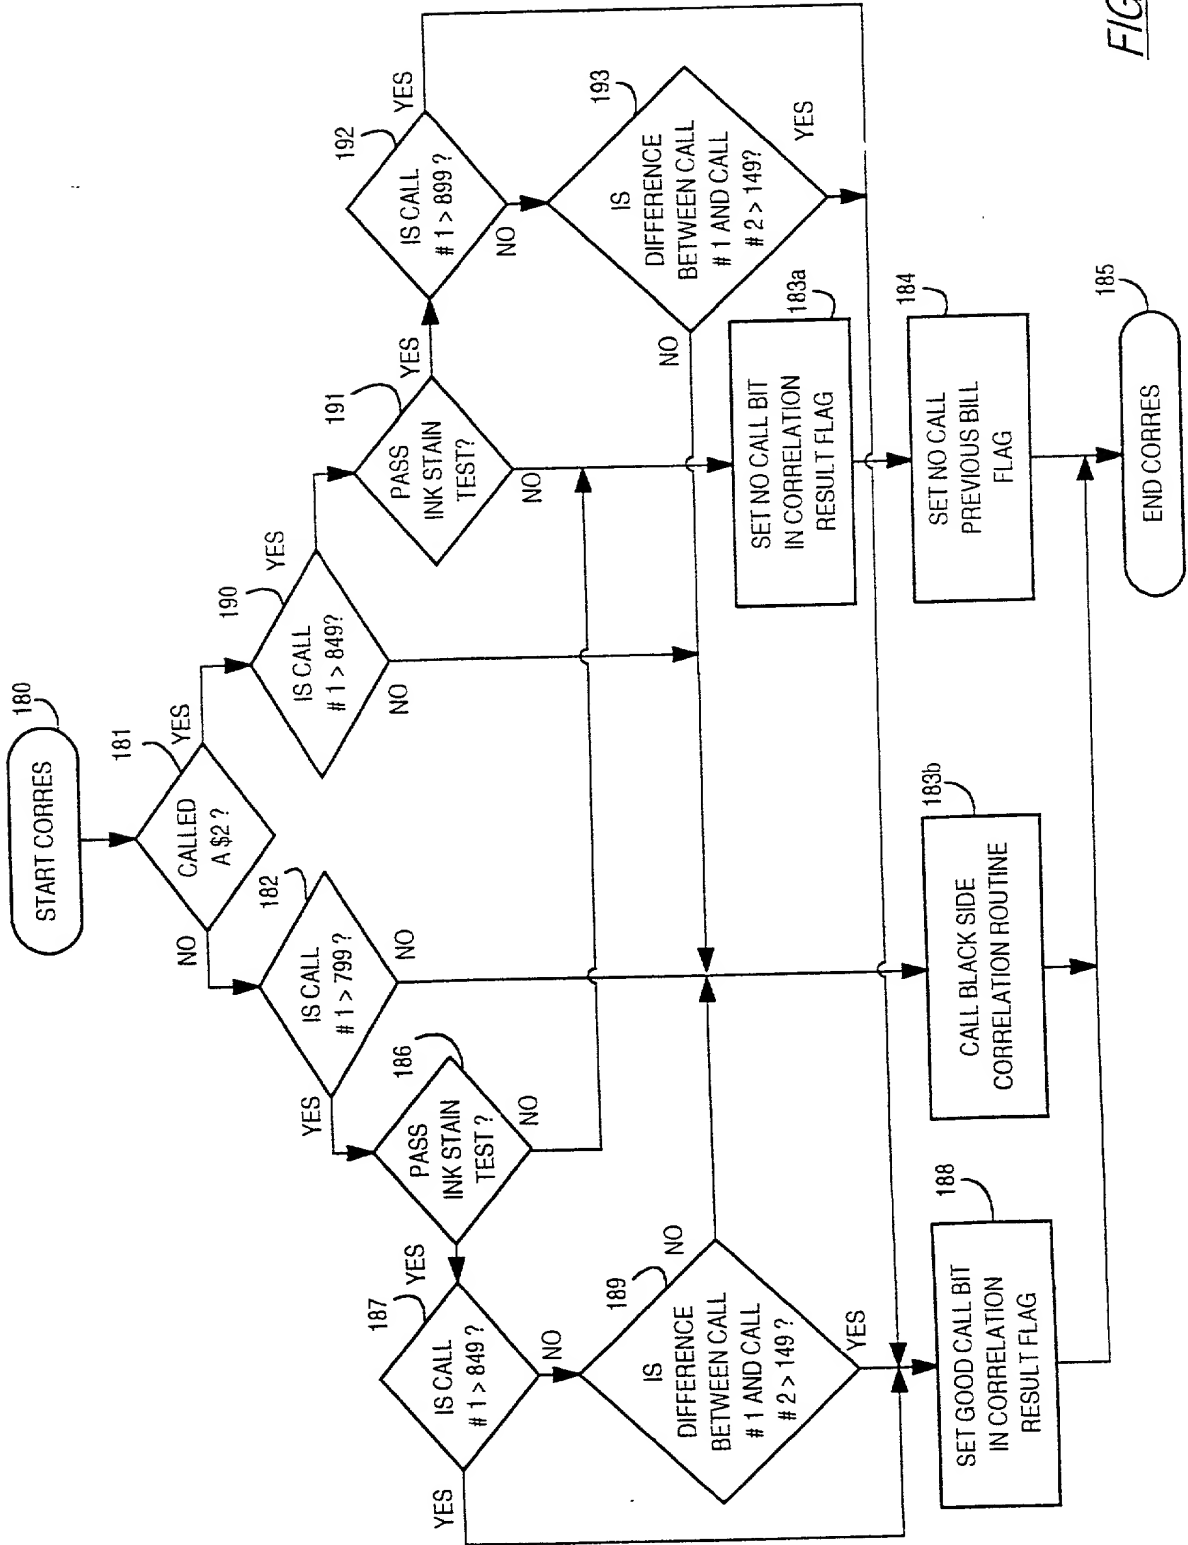 START CORRES
180
CALLED
A $2 ?
181
NO
YES
IS CALL
# 1 > 799 ?
182
YES
NO
IS CALL
# 1 > 849?
190
YES
NO
PASS
INK STAIN
TEST ?
186
YES
NO
PASS
INK STAIN
TEST?
191
YES
NO
IS CALL
# 1 > 849 ?
187
YES
NO
IS CALL
# 1 > 899 ?
192
YES
NO
IS
DIFFERENCE
BETWEEN CALL
# 1 AND CALL
# 2 > 149 ?
189
NO
YES
IS
DIFFERENCE
BETWEEN CALL
# 1 AND CALL
# 2 > 149?
193
NO
YES
SET NO CALL BIT
IN CORRELATION
RESULT FLAG
183a
SET GOOD CALL BIT
IN CORRELATION
RESULT FLAG
188
CALL BLACK SIDE
CORRELATION ROUTINE
183b
SET NO CALL
PREVIOUS BILL
FLAG
184
END CORRES
185
FIG